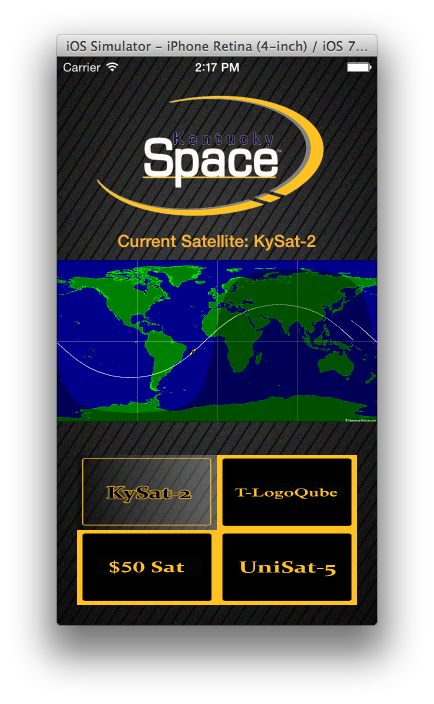 iOS Simulator - iPhone Retina (4-inch) / iOS 7...
Carrier 2:17 PM
Kentucky
Space
Current Satellite: KySat-2
KySat-2 T-LogoQube
$50 Sat UniSat-5